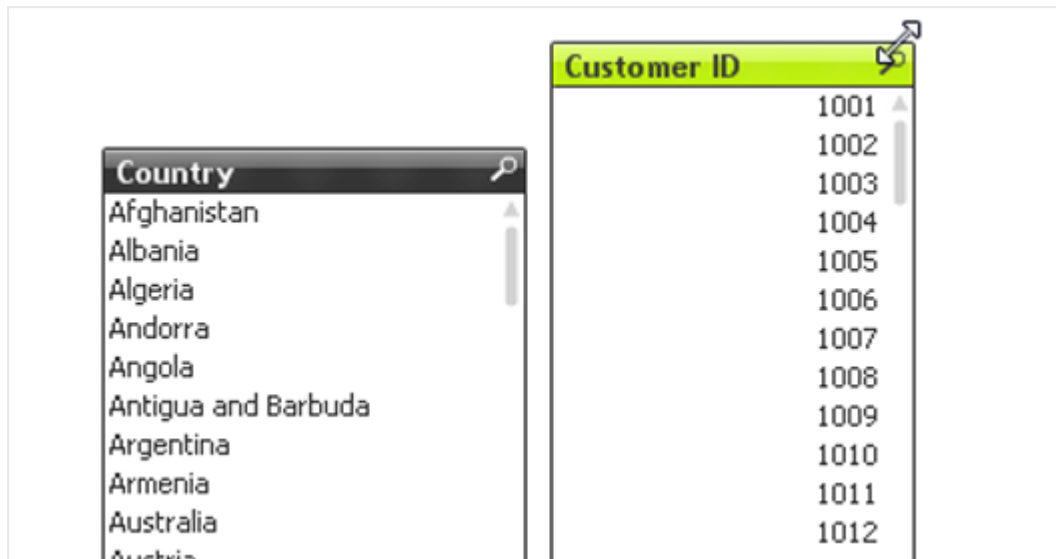 Country
Afghanistan
Albania
Algeria
Andorra
Angola
Antigua and Barbuda
Argentina
Armenia
Australia
Austria
Customer ID
1001
1002
1003
1004
1005
1006
1007
1008
1009
1010
1011
1012